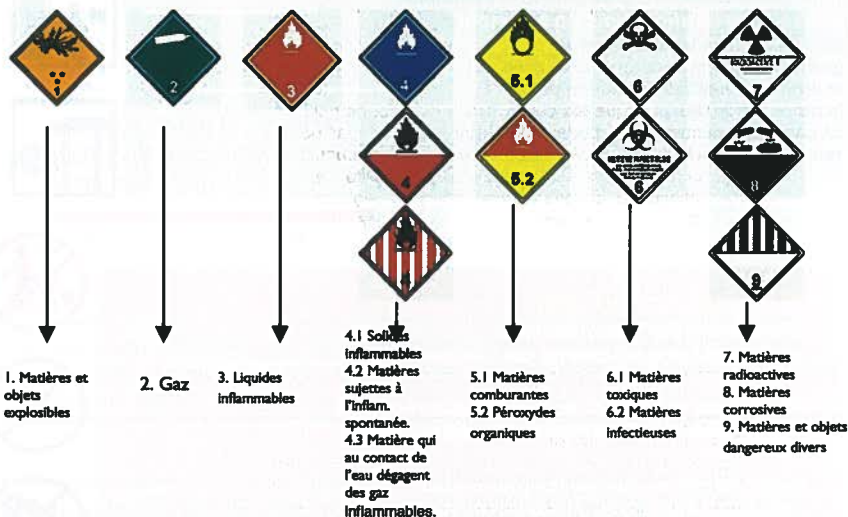 1
2
3
4
4
4
5.1
5.2
6
6
7
8
9
1. Matières et
objets
explosibles
2. Gaz
3. Liquides
inflammables
4.1 Solides
inflammables
4.2 Matières
sujettes à
l'inflam.
spontanée.
4.3 Matière qui
au contact de
l'eau dégagent
des gaz
inflammables.
5.1 Matières
comburantes
5.2 Péroxydes
organiques
6.1 Matières
toxiques
6.2 Matières
infectieuses
7. Matières
radioactives
8. Matières
corrosives
9. Matières et objets
dangereux divers